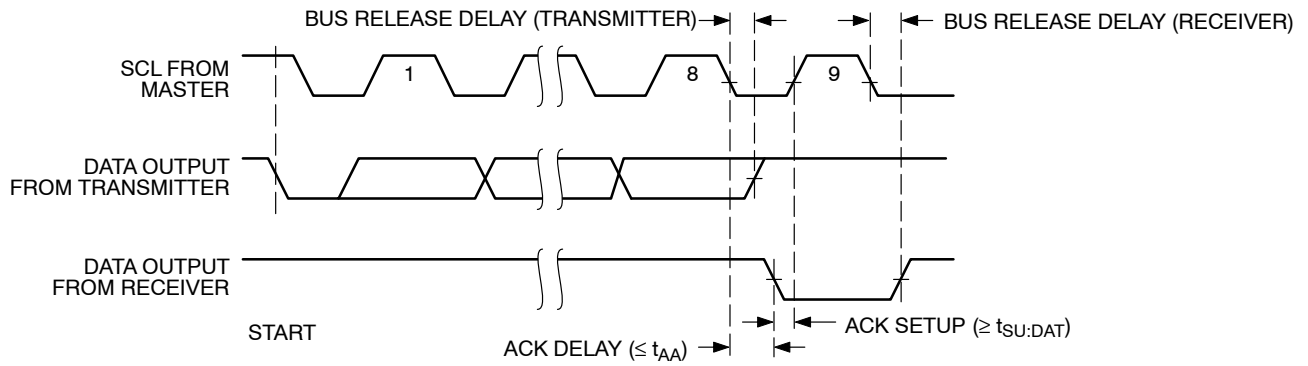 BUS RELEASE DELAY (TRANSMITTER)
BUS RELEASE DELAY (RECEIVER)
SCL FROM
MASTER
1
8
9
DATA OUTPUT
FROM TRANSMITTER
DATA OUTPUT
FROM RECEIVER
START
ACK SETUP (≥ tSU:DAT)
ACK DELAY (≤ tAA)